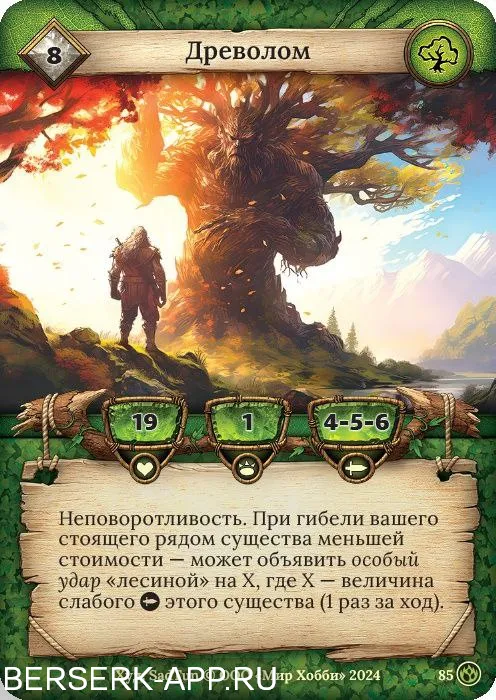 8
Древолом
19
1
4-5-6
Неповоротливость. При гибели вашего
стоящего рядом существа меньшей
стоимости — может объявить особый
удар «лесиной» на X, где X — величина
слабого этого существа (1 раз за ход).
«Мир Хобби» 2024
85
BERSERK-APP.RU